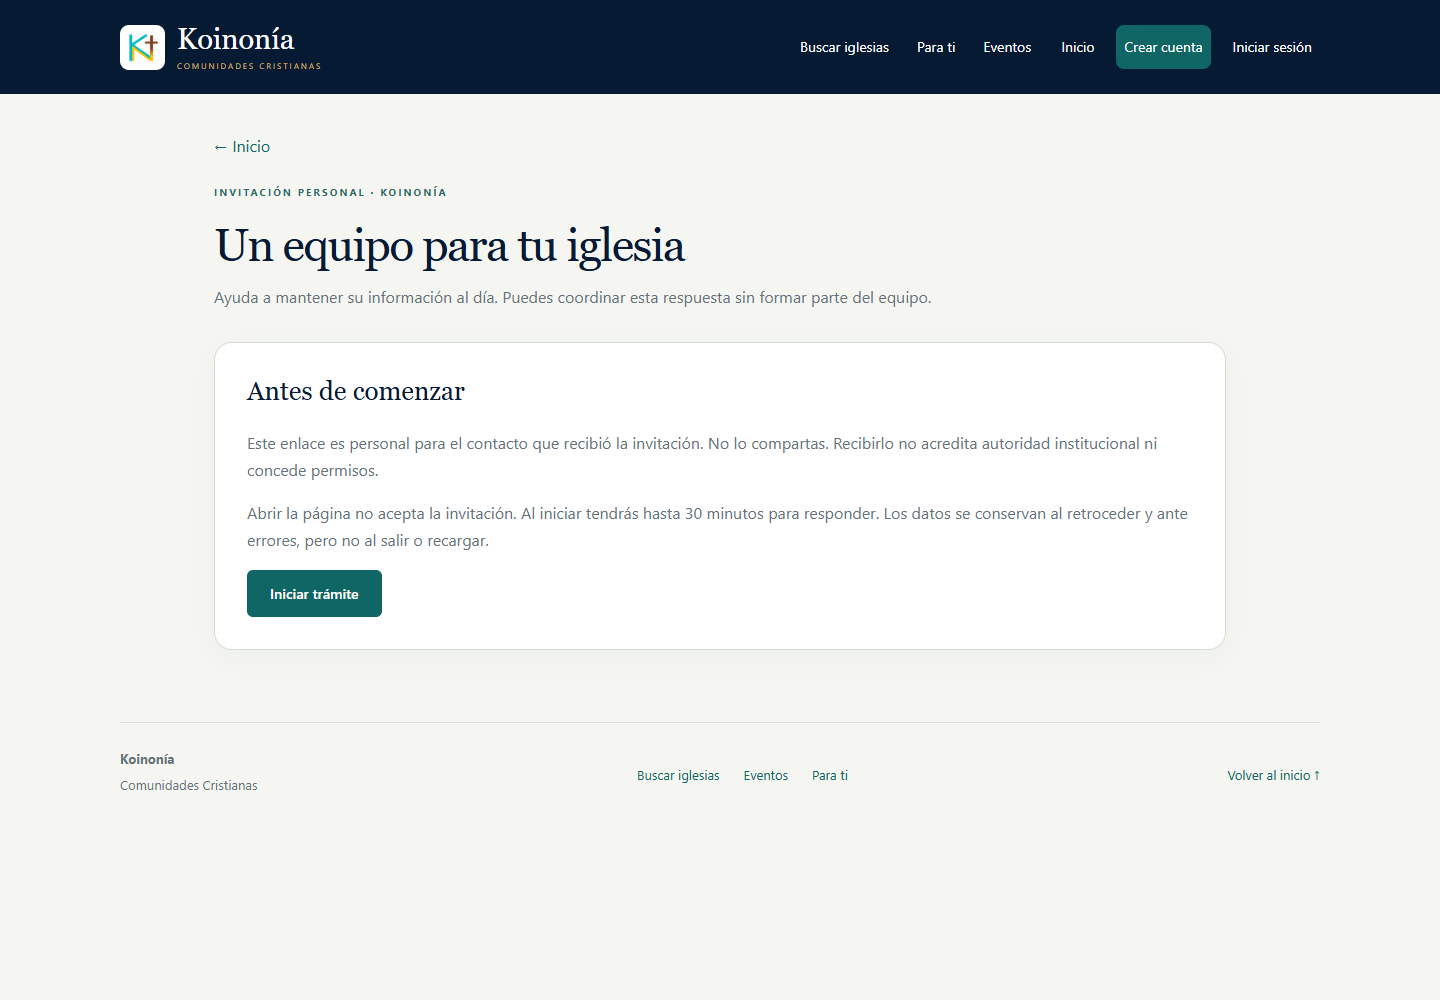 Koinonía
COMUNIDADES CRISTIANAS
Buscar iglesias
Para ti
Eventos
Inicio
Crear cuenta
Iniciar sesión
← Inicio
INVITACIÓN PERSONAL · KOINONÍA
Un equipo para tu iglesia
Ayuda a mantener su información al día. Puedes coordinar esta respuesta sin formar parte del equipo.
Antes de comenzar
Este enlace es personal para el contacto que recibió la invitación. No lo compartas. Recibirlo no acredita autoridad institucional ni
concede permisos.
Abrir la página no acepta la invitación. Al iniciar tendrás hasta 30 minutos para responder. Los datos se conservan al retroceder y ante
errores, pero no al salir o recargar.
Iniciar trámite
Koinonía
Comunidades Cristianas
Buscar iglesias
Eventos
Para ti
Volver al inicio ↑